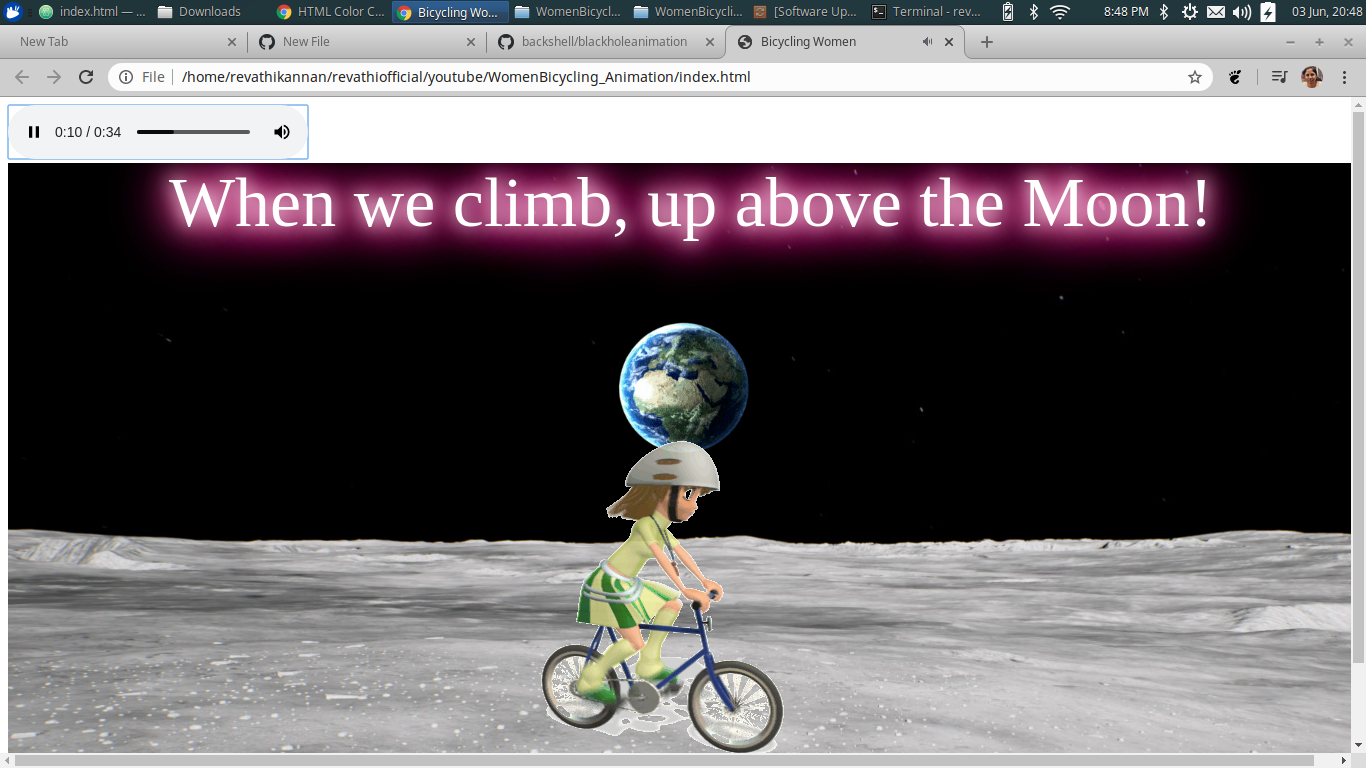 index.html — ...
Downloads
HTML Color C...
Bicycling Wo...
WomenBicycl...
WomenBicycli...
[Software Up...
Terminal - rev...
8:48 PM
03 Jun, 20:48
New Tab
New File
backshell/blackholeanimation
Bicycling Women
File
/home/revathikannan/revathiofficial/youtube/WomenBicycling_Animation/index.html
0:10 / 0:34
When we climb, up above the Moon!